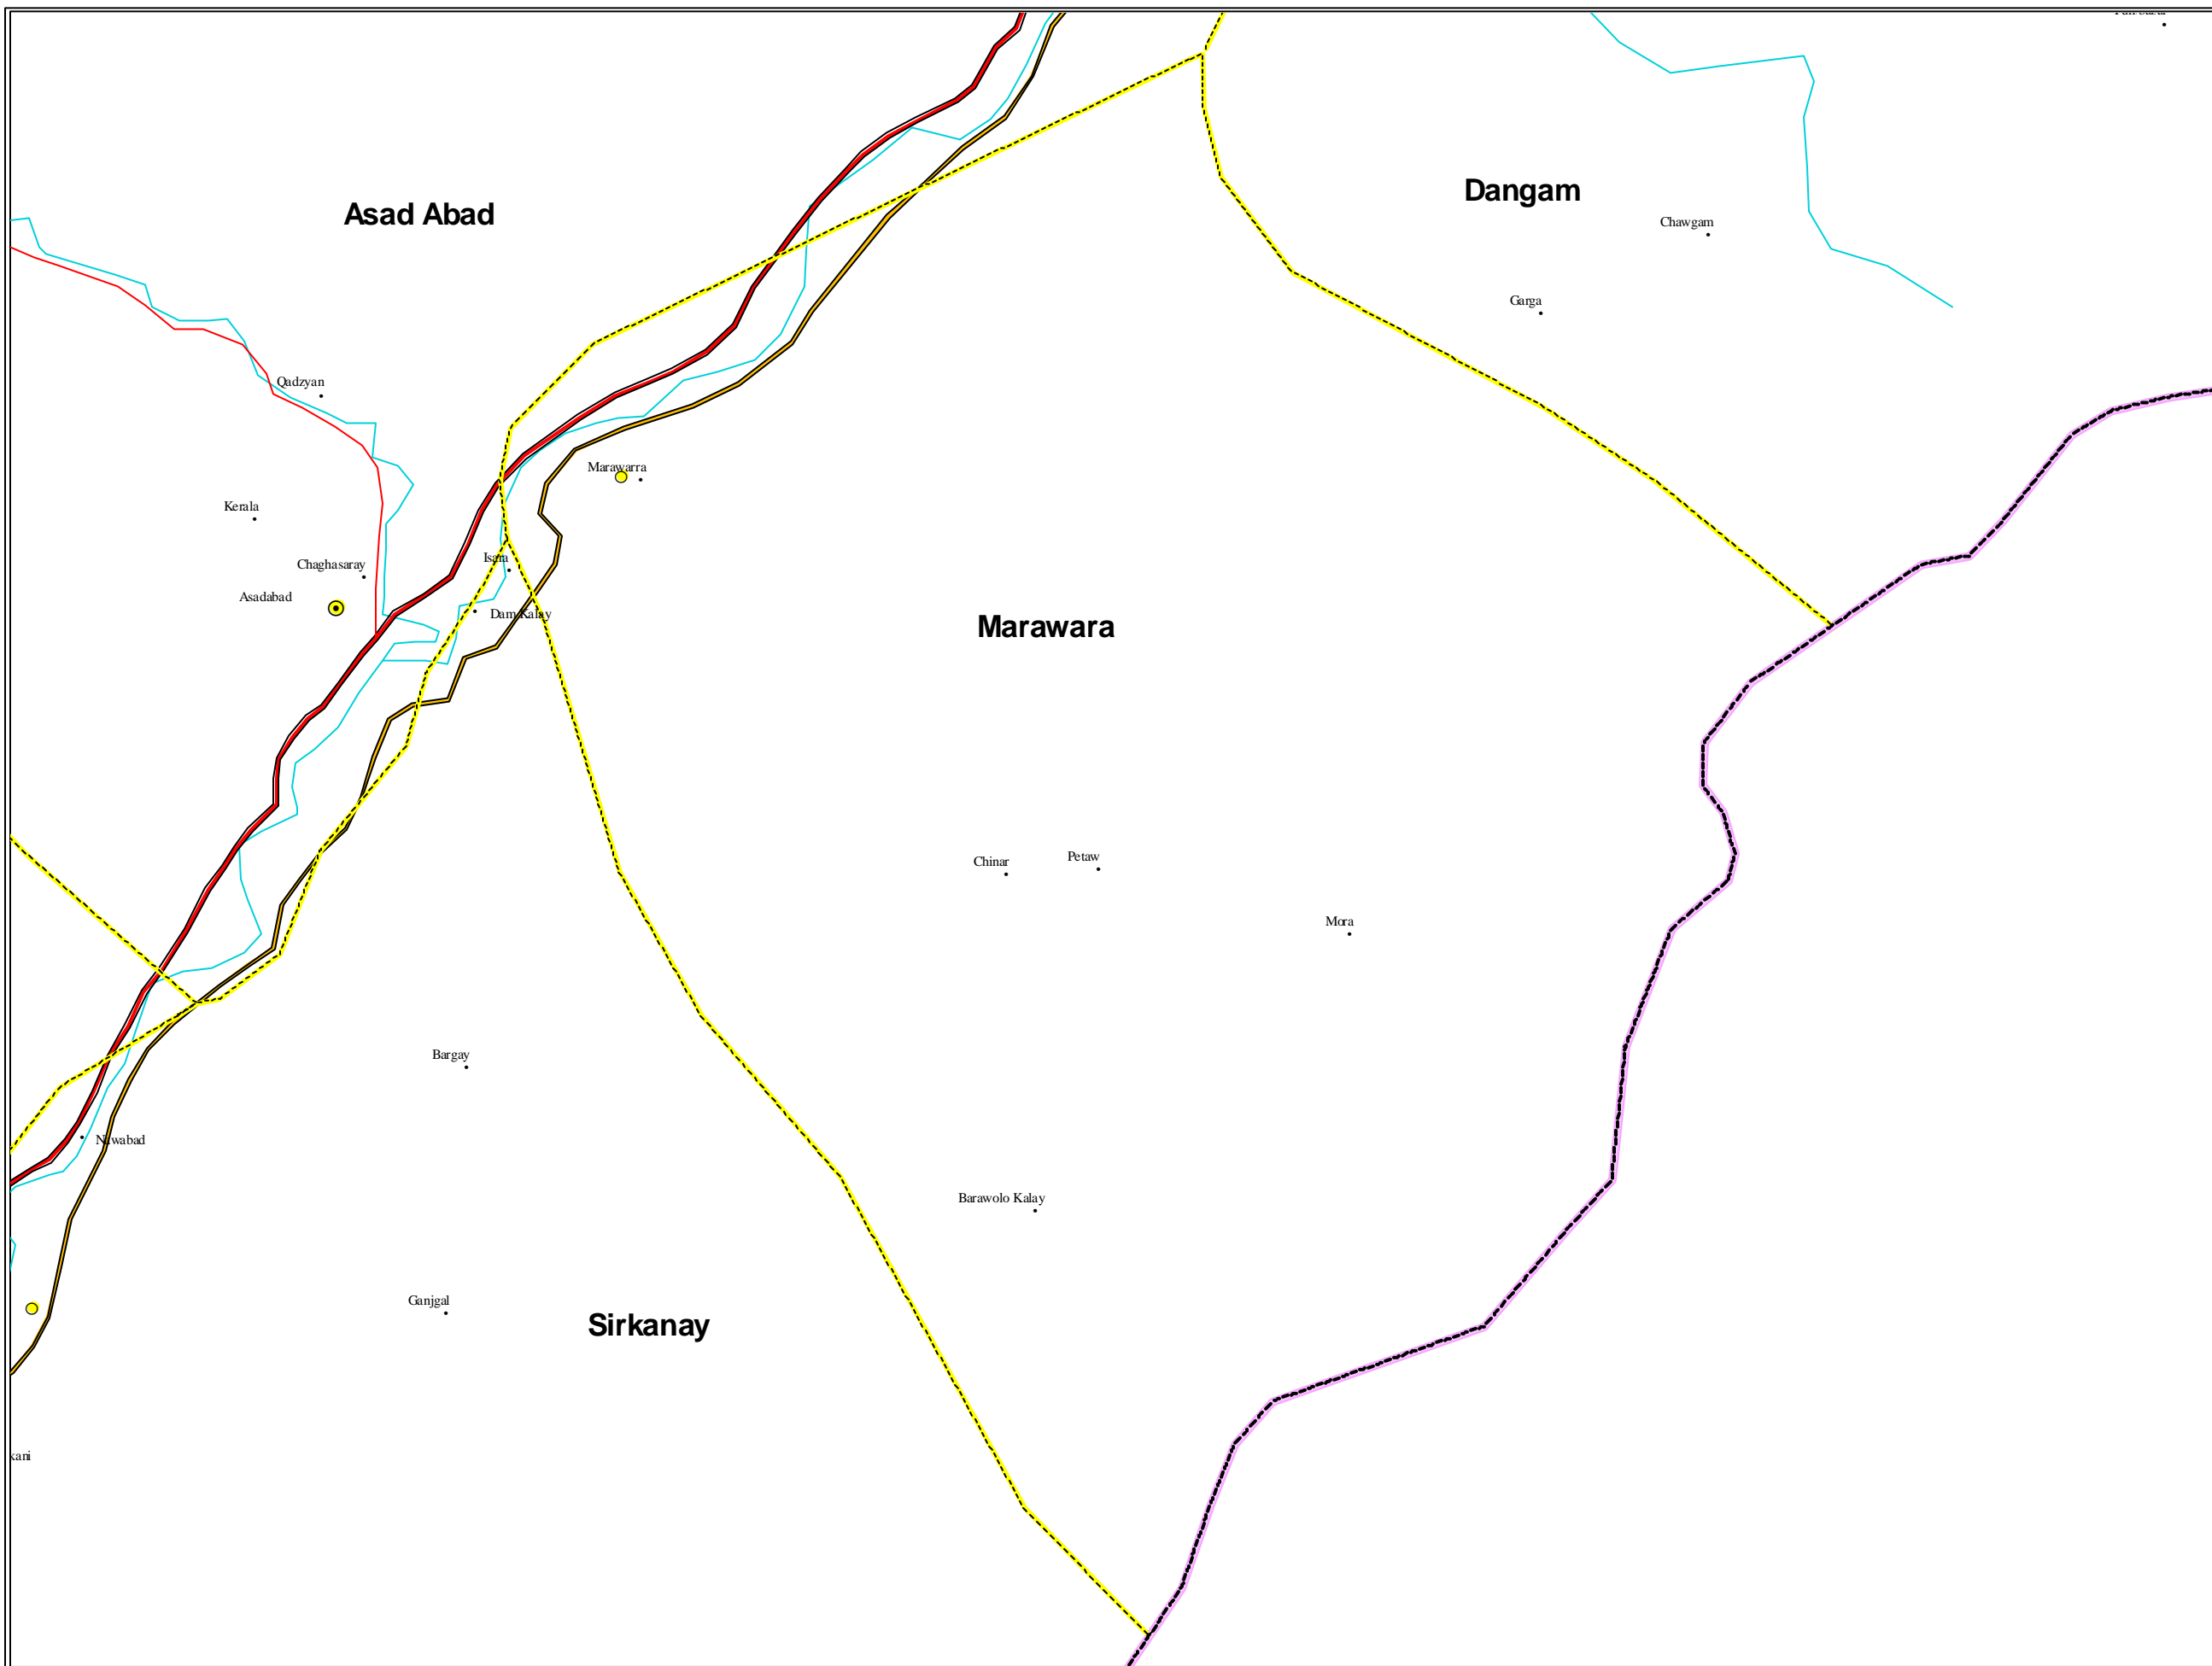 Dangam
Asad Abad
Chawgam
Garga
Qadzyan
Marawarra
Kerala
Isara
Chaghasaray
Asadabad
Dam Kalay
Marawara
Petaw
Chinar
Mora
Bargay
Nawabad
Barawolo Kalay
Ganjgal
Sirkanay
kani